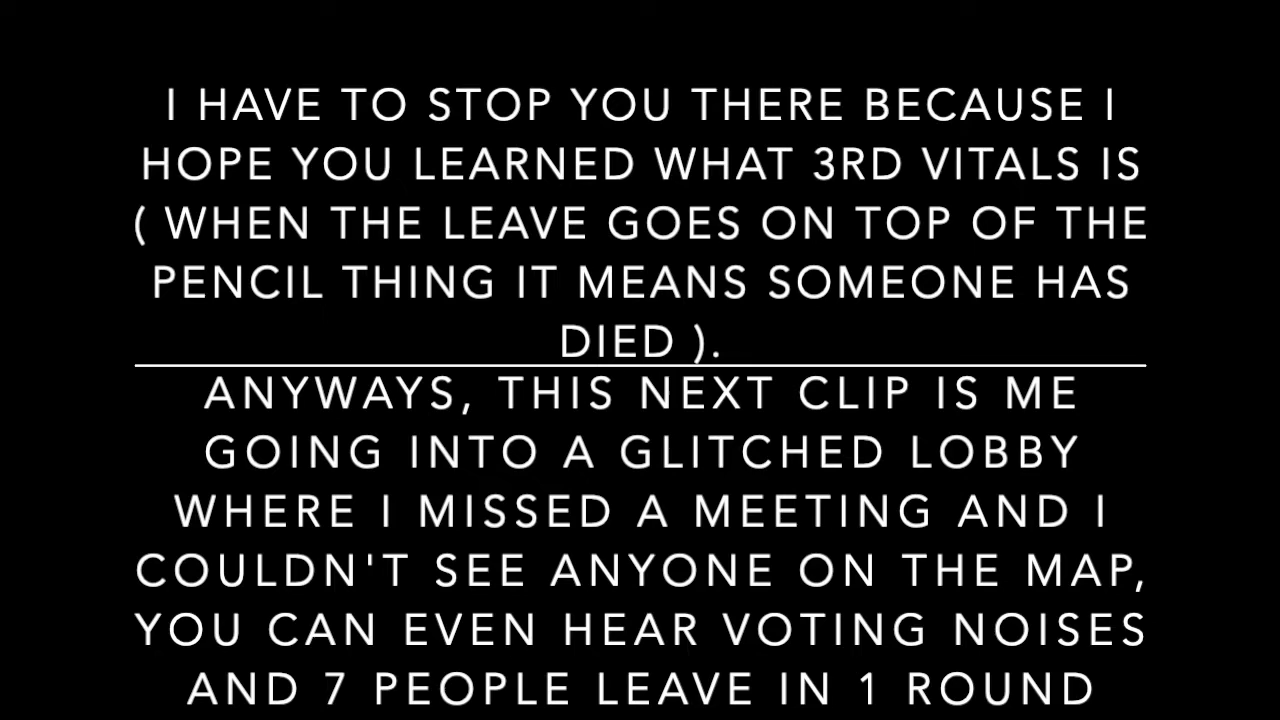 I HAVE TO STOP YOU THERE BECAUSE I
HOPE YOU LEARNED WHAT 3RD VITALS IS
( WHEN THE LEAVE GOES ON TOP OF THE
PENCIL THING IT MEANS SOMEONE HAS
DIED ).
ANYWAYS, THIS NEXT CLIP IS ME
GOING INTO A GLITCHED LOBBY
WHERE I MISSED A MEETING AND I
COULDN'T SEE ANYONE ON THE MAP,
YOU CAN EVEN HEAR VOTING NOISES
AND 7 PEOPLE LEAVE IN 1 ROUND